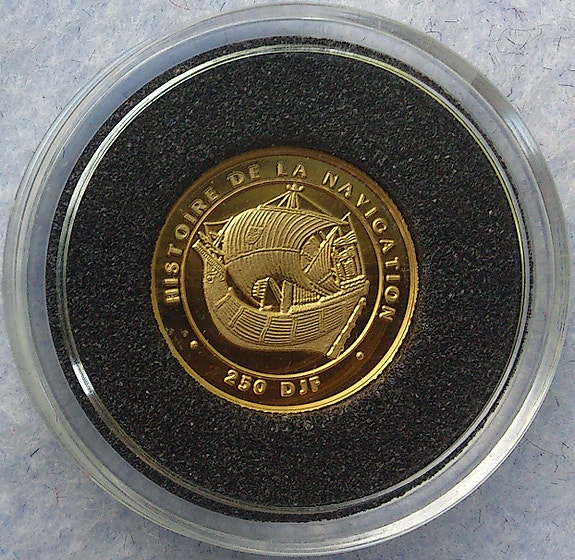 HISTOIRE DE LA NAVIGATION
250 DJF